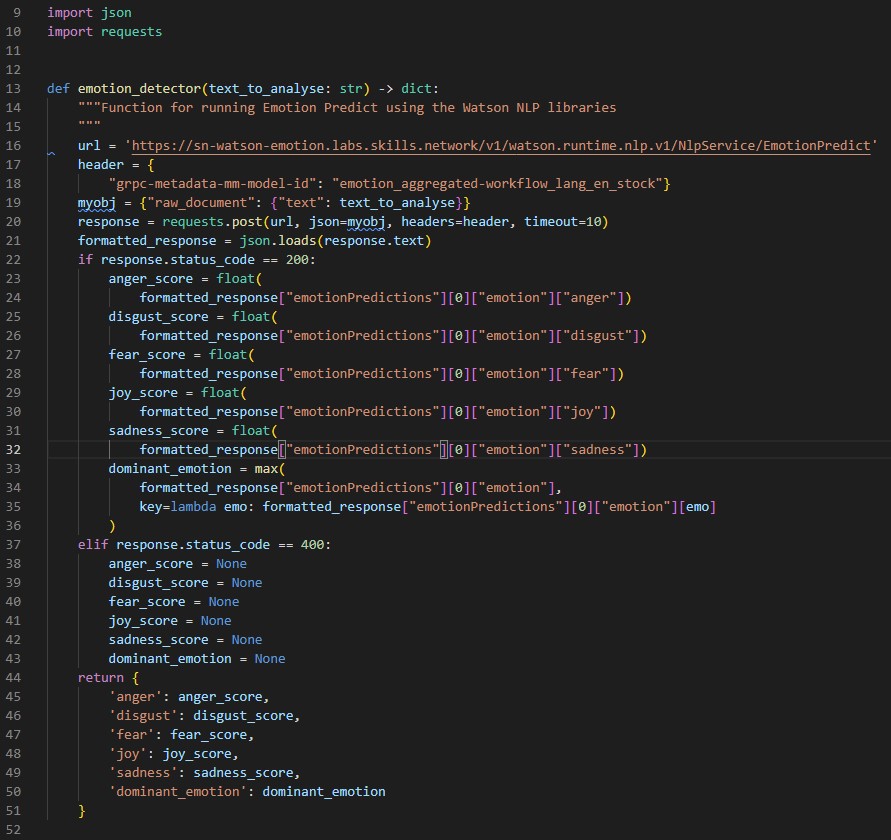 9 import json
10 import requests
11
12
13 def emotion_detector(text_to_analyse: str) -> dict:
14     """Function for running Emotion Predict using the Watson NLP libraries
15     """
16     url = 'https://sn-watson-emotion.labs.skills.network/v1/watson.runtime.nlp.v1/NlpService/EmotionPredict'
17     header = {
18         "grpc-metadata-mm-model-id": "emotion_aggregated-workflow_lang_en_stock"}
19     myobj = {"raw_document": {"text": text_to_analyse}}
20     response = requests.post(url, json=myobj, headers=header, timeout=10)
21     formatted_response = json.loads(response.text)
22     if response.status_code == 200:
23         anger_score = float(
24             formatted_response["emotionPredictions"][0]["emotion"]["anger"])
25         disgust_score = float(
26             formatted_response["emotionPredictions"][0]["emotion"]["disgust"])
27         fear_score = float(
28             formatted_response["emotionPredictions"][0]["emotion"]["fear"])
29         joy_score = float(
30             formatted_response["emotionPredictions"][0]["emotion"]["joy"])
31         sadness_score = float(
32             formatted_response["emotionPredictions"][0]["emotion"]["sadness"])
33         dominant_emotion = max(
34             formatted_response["emotionPredictions"][0]["emotion"],
35             key=lambda emo: formatted_response["emotionPredictions"][0]["emotion"][emo]
36         )
37     elif response.status_code == 400:
38         anger_score = None
39         disgust_score = None
40         fear_score = None
41         joy_score = None
42         sadness_score = None
43         dominant_emotion = None
44     return {
45         'anger': anger_score,
46         'disgust': disgust_score,
47         'fear': fear_score,
48         'joy': joy_score,
49         'sadness': sadness_score,
50         'dominant_emotion': dominant_emotion
51     }
52